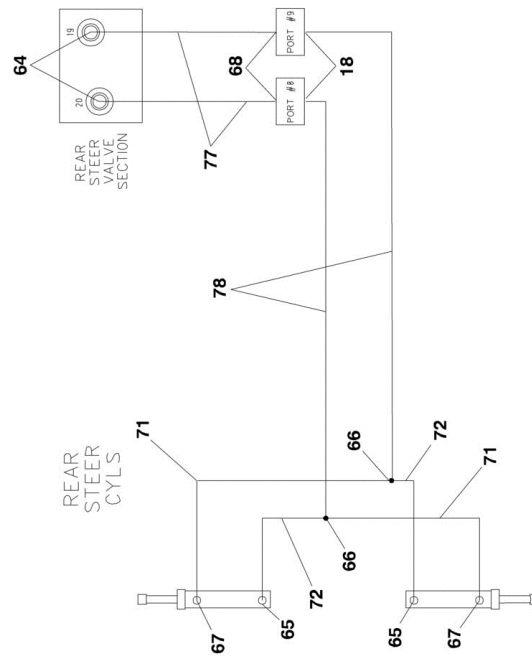 64
19
20
REAR
STEER
VALVE
SECTION
77
68
PORT #9
PORT #8
18
78
REAR
STEER
CYLS
71
66
72
71
72
66
67
65
65
67